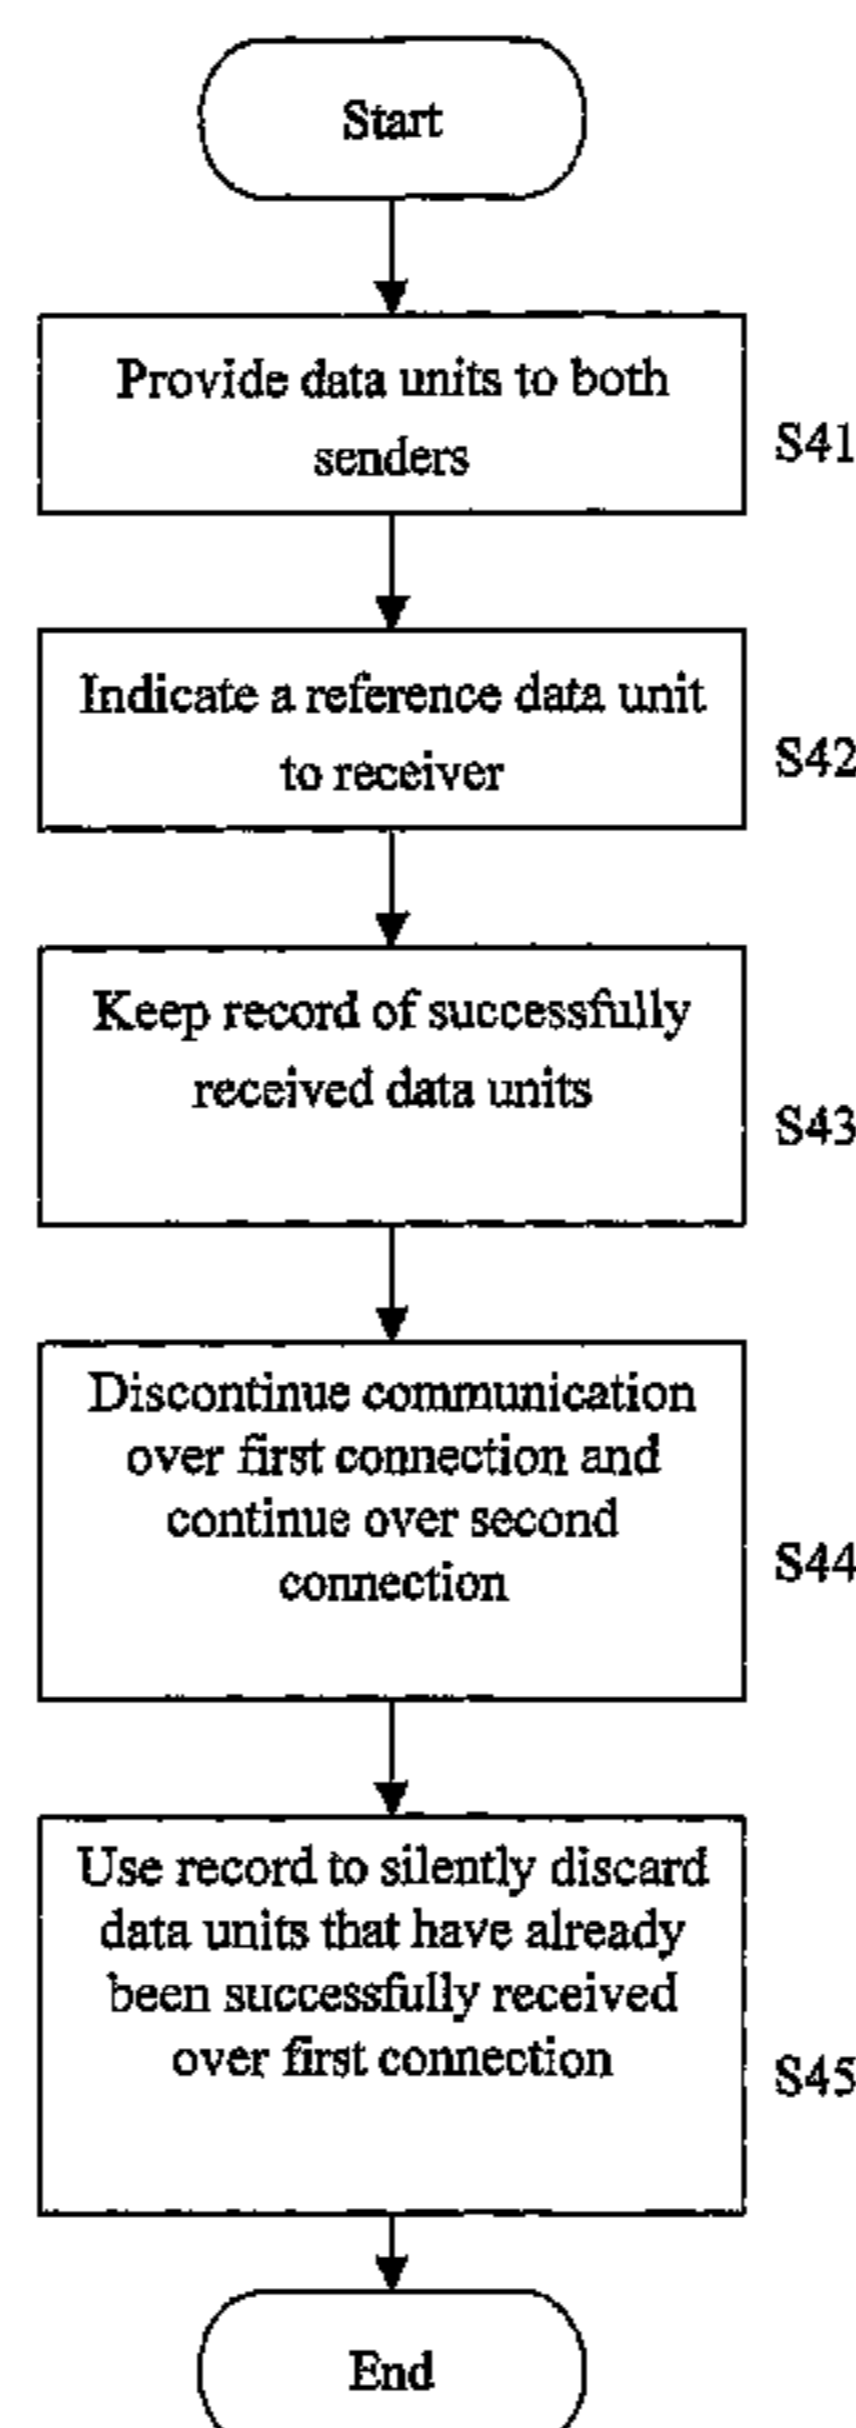 Start
Provide data units to both
senders
S41
Indicate a reference data unit
to receiver
S42
Keep record of successfully
received data units
S43
Discontinue communication
over first connection and
continue over second
connection
S44
Use record to silently discard
data units that have already
been successfully received
over first connection
S45
End